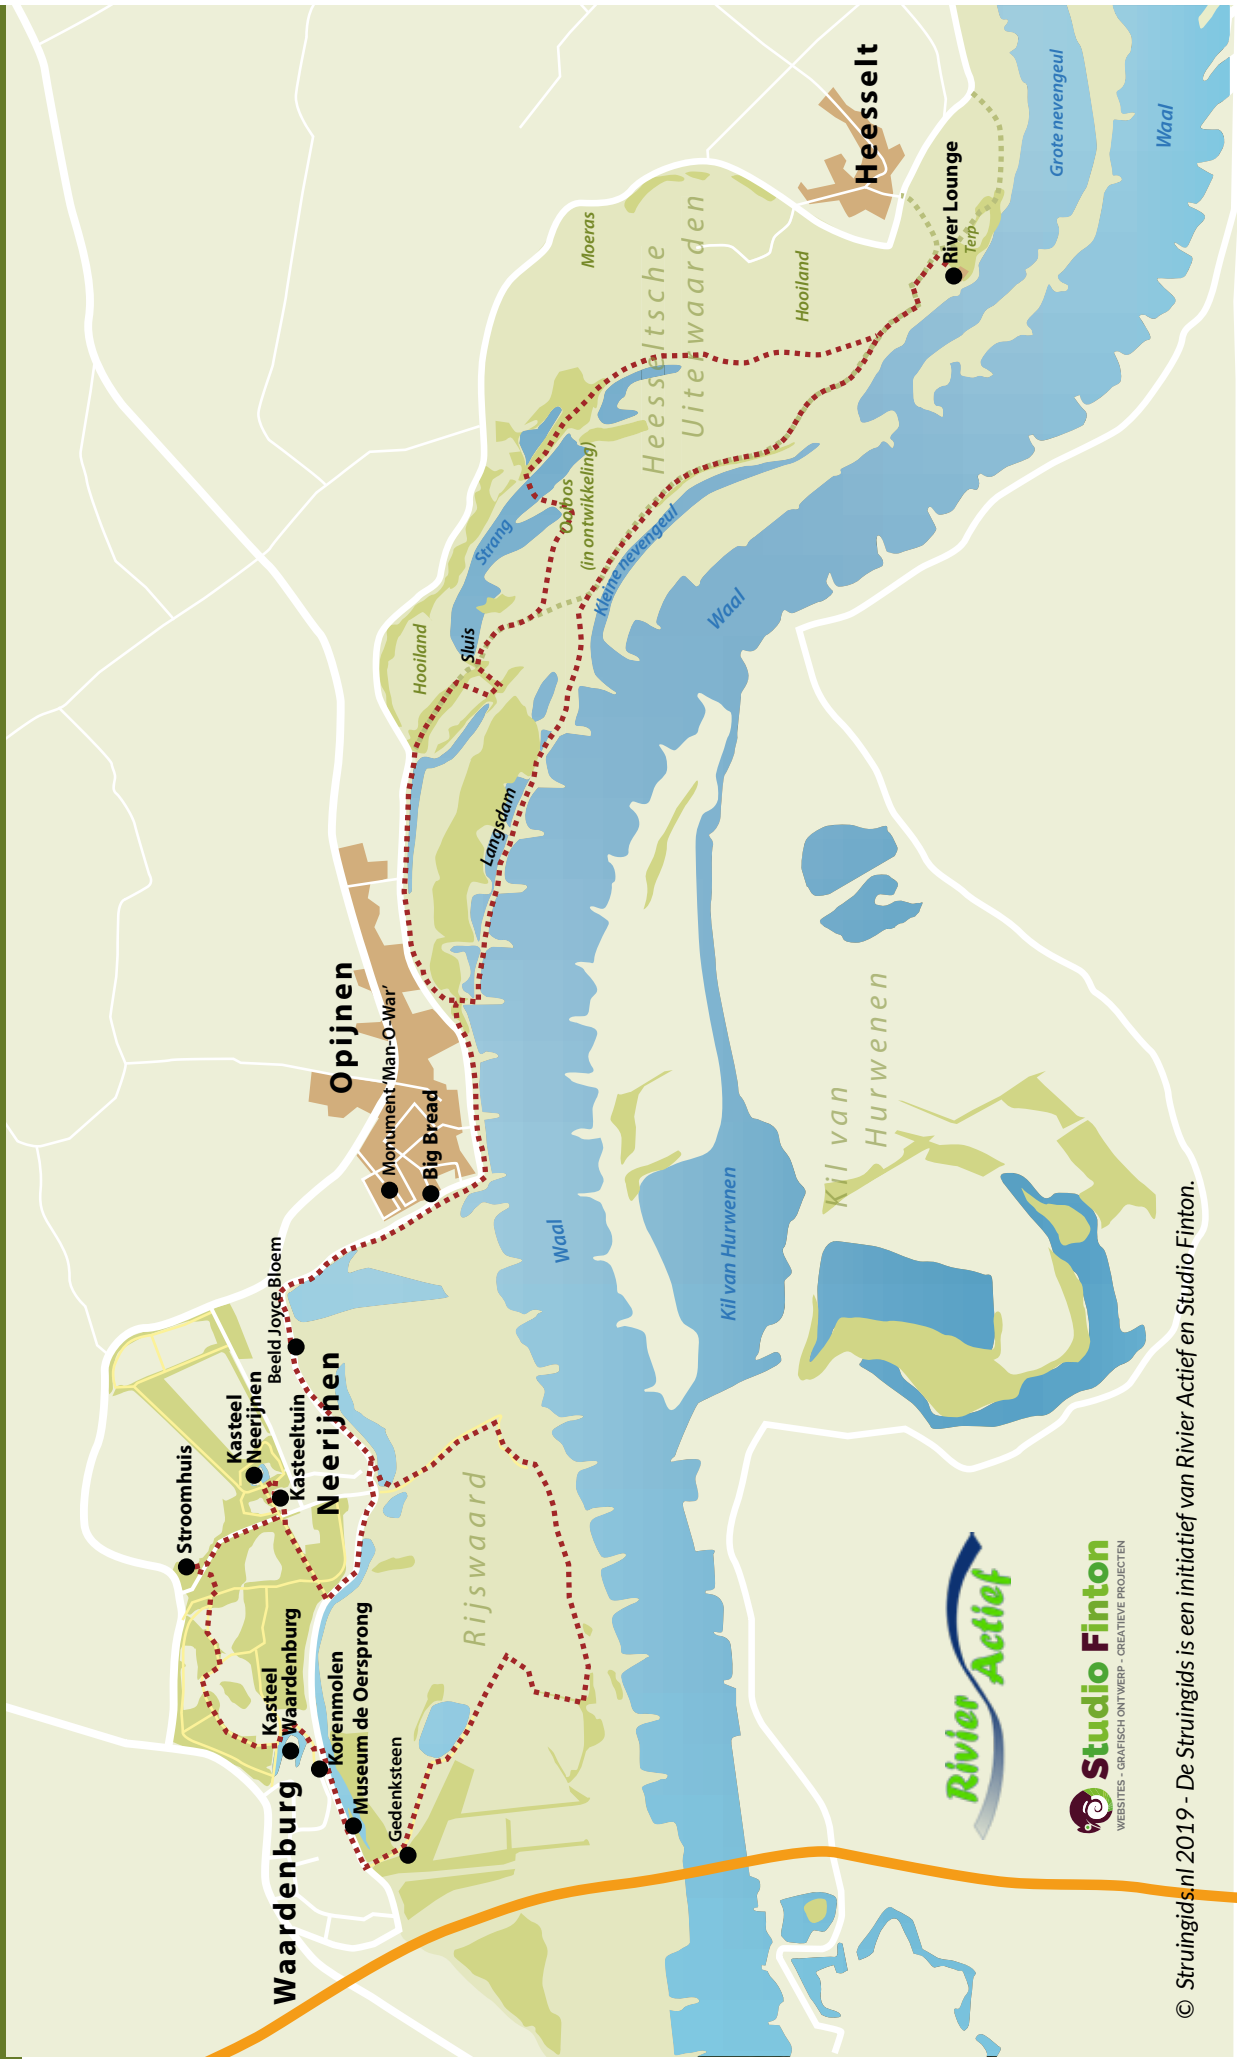 Waardenburg
Kasteel
Waardenburg
Korenmolen
Museum de Oersprong
Gedenksteen
Stroomhuis
Kasteel
Neerijnen
Kasteeltuin
Neerijnen
Beeld Joyce Bloem
Rijswaard
Opijnen
Monument ‘Man-O-War’
Big Bread
Waal
Kil van Hurwenen
Kil van
Hurwenen
Langsdam
Hooiland
Sluis
Strang
Ooibos
(in ontwikkeling)
Kleine nevengeul
Waal
Moeras
Heesseltsche
Uiterwaarden
Hooiland
Heesselt
River Lounge
Terp
Grote nevengeul
Waal
Rivier Actief
Studio Finton
WEBSITES - GRAFISCH ONTWERP - CREATIEVE PROJECTEN
© Struingids.nl 2019 - De Struingids is een initiatief van Rivier Actief en Studio Finton.